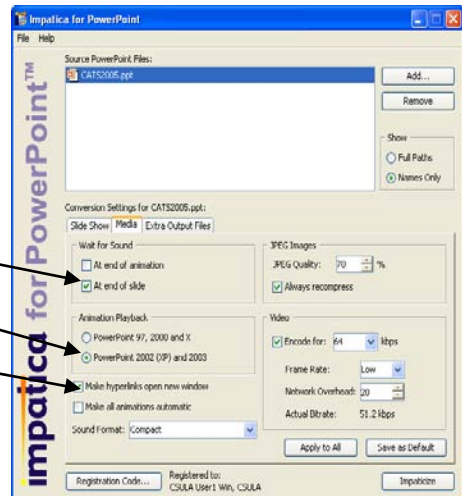 Impatica for PowerPoint
File Help
impatica for PowerPoint™
Source PowerPoint Files:
CATS2005.ppt
Add...
Remove
Show
Full Paths
Names Only
Conversion Settings for CATS2005.ppt:
Slide Show Media Extra Output Files
Wait for Sound
At end of animation
At end of slide
JPEG Images
JPEG Quality: 70 %
Always recompress
Animation Playback
PowerPoint 97, 2000 and X
PowerPoint 2002 (XP) and 2003
Video
Encode for: 64 kbps
Frame Rate: Low
Network Overhead: 20
Actual Bitrate: 51.2 kbps
Make hyperlinks open new window
Make all animations automatic
Sound Format: Compact
Apply to All
Save as Default
Registration Code...
Registered to:
CSULA User1 Win, CSULA
Impaticize